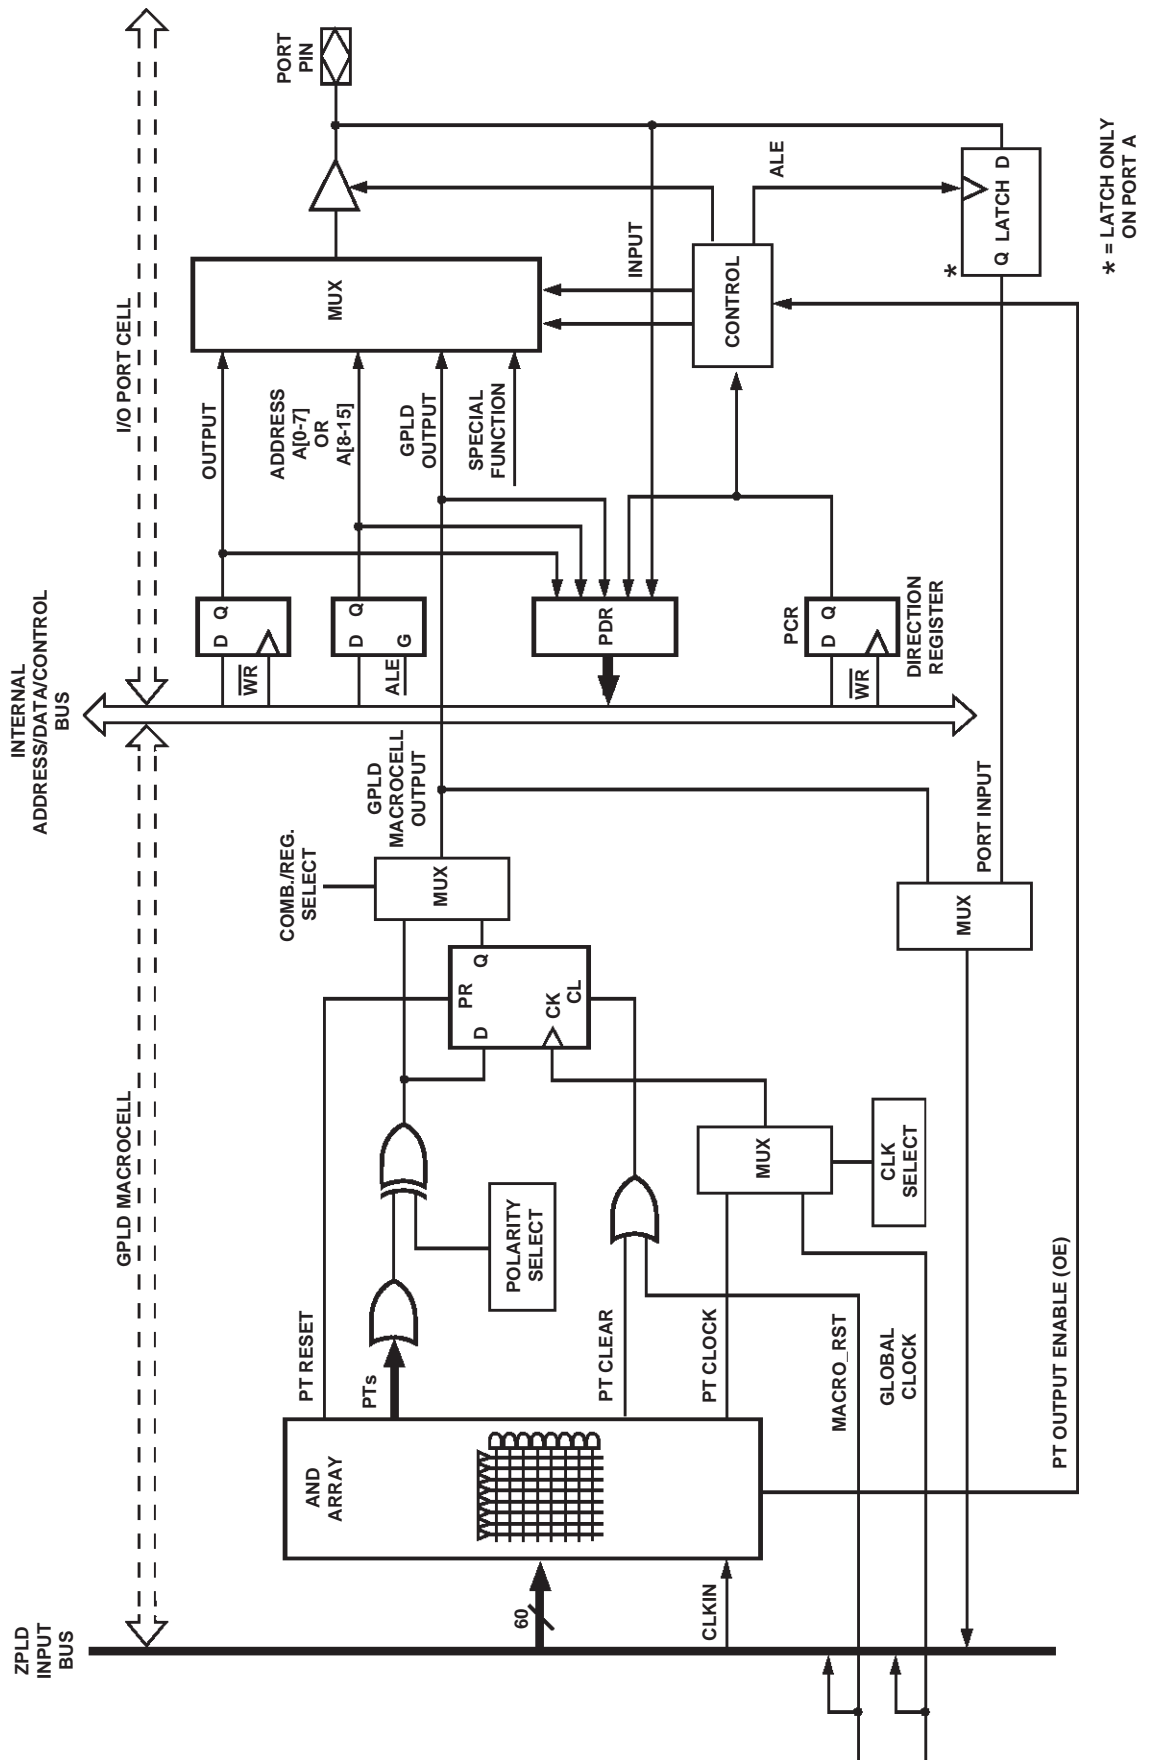 ZPLD
INPUT
BUS
GPLD MACROCELL
INTERNAL
ADDRESS/DATA/CONTROL
BUS
I/O PORT CELL
AND
ARRAY
60
CLKIN
PT RESET
PTs
POLARITY
SELECT
PT CLEAR
PT CLOCK
MACRO_RST
GLOBAL
CLOCK
PT OUTPUT ENABLE (OE)
MUX
CLK
SELECT
PR
D
Q
CK
CL
COMB./REG.
SELECT
MUX
GPLD
MACROCELL
OUTPUT
MUX
PORT INPUT
D Q
WR
D Q
G
ALE
PDR
PCR
D Q
WR
DIRECTION
REGISTER
OUTPUT
ADDRESS
A[0-7]
OR
A[8-15]
GPLD
OUTPUT
SPECIAL
FUNCTION
MUX
INPUT
CONTROL
ALE
PORT
PIN
*
Q LATCH D
* = LATCH ONLY
ON PORT A